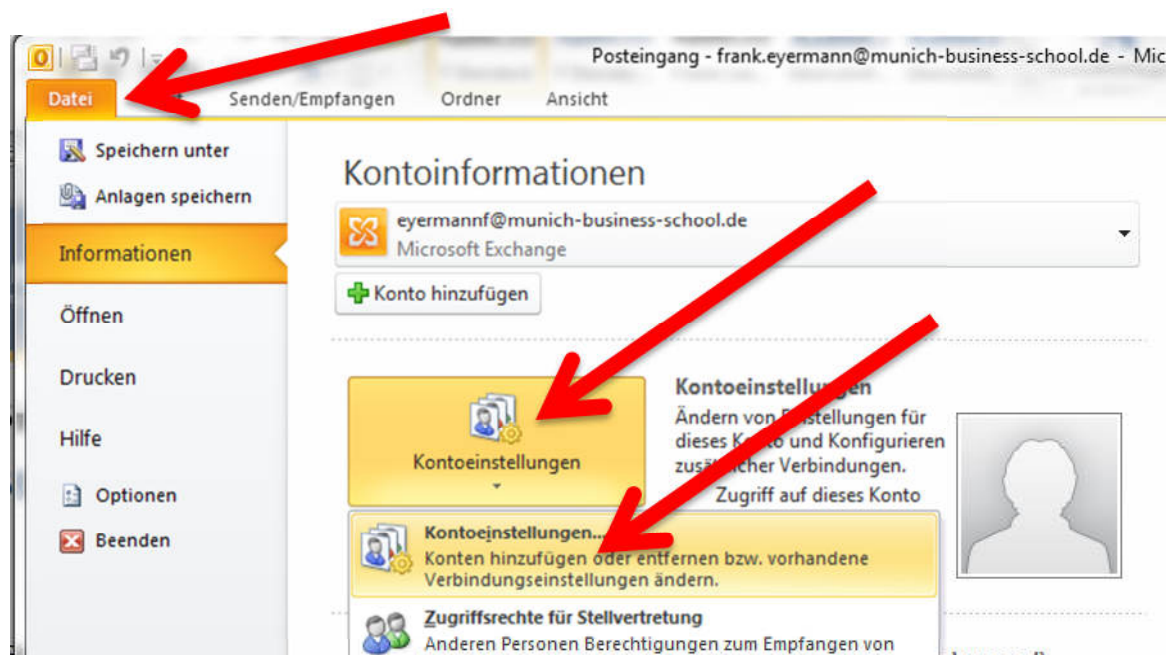 Posteingang - frank.eyermann@munich-business-school.de - Mic
Datei Senden/Empfangen Ordner Ansicht
Speichern unter
Anlagen speichern
Informationen
Öffnen
Drucken
Hilfe
Optionen
Beenden
Kontoinformationen
eyermannf@munich-business-school.de
Microsoft Exchange
Konto hinzufügen
Kontoeinstellungen
Kontoeinstellungen
Ändern von Einstellungen für
dieses Konto und Konfigurieren
zusätzlicher Verbindungen.
Zugriff auf dieses Konto
Kontoeinstellungen...
Konten hinzufügen oder entfernen bzw. vorhandene
Verbindungseinstellungen ändern.
Zugriffsrechte für Stellvertretung
Anderen Personen Berechtigungen zum Empfangen von